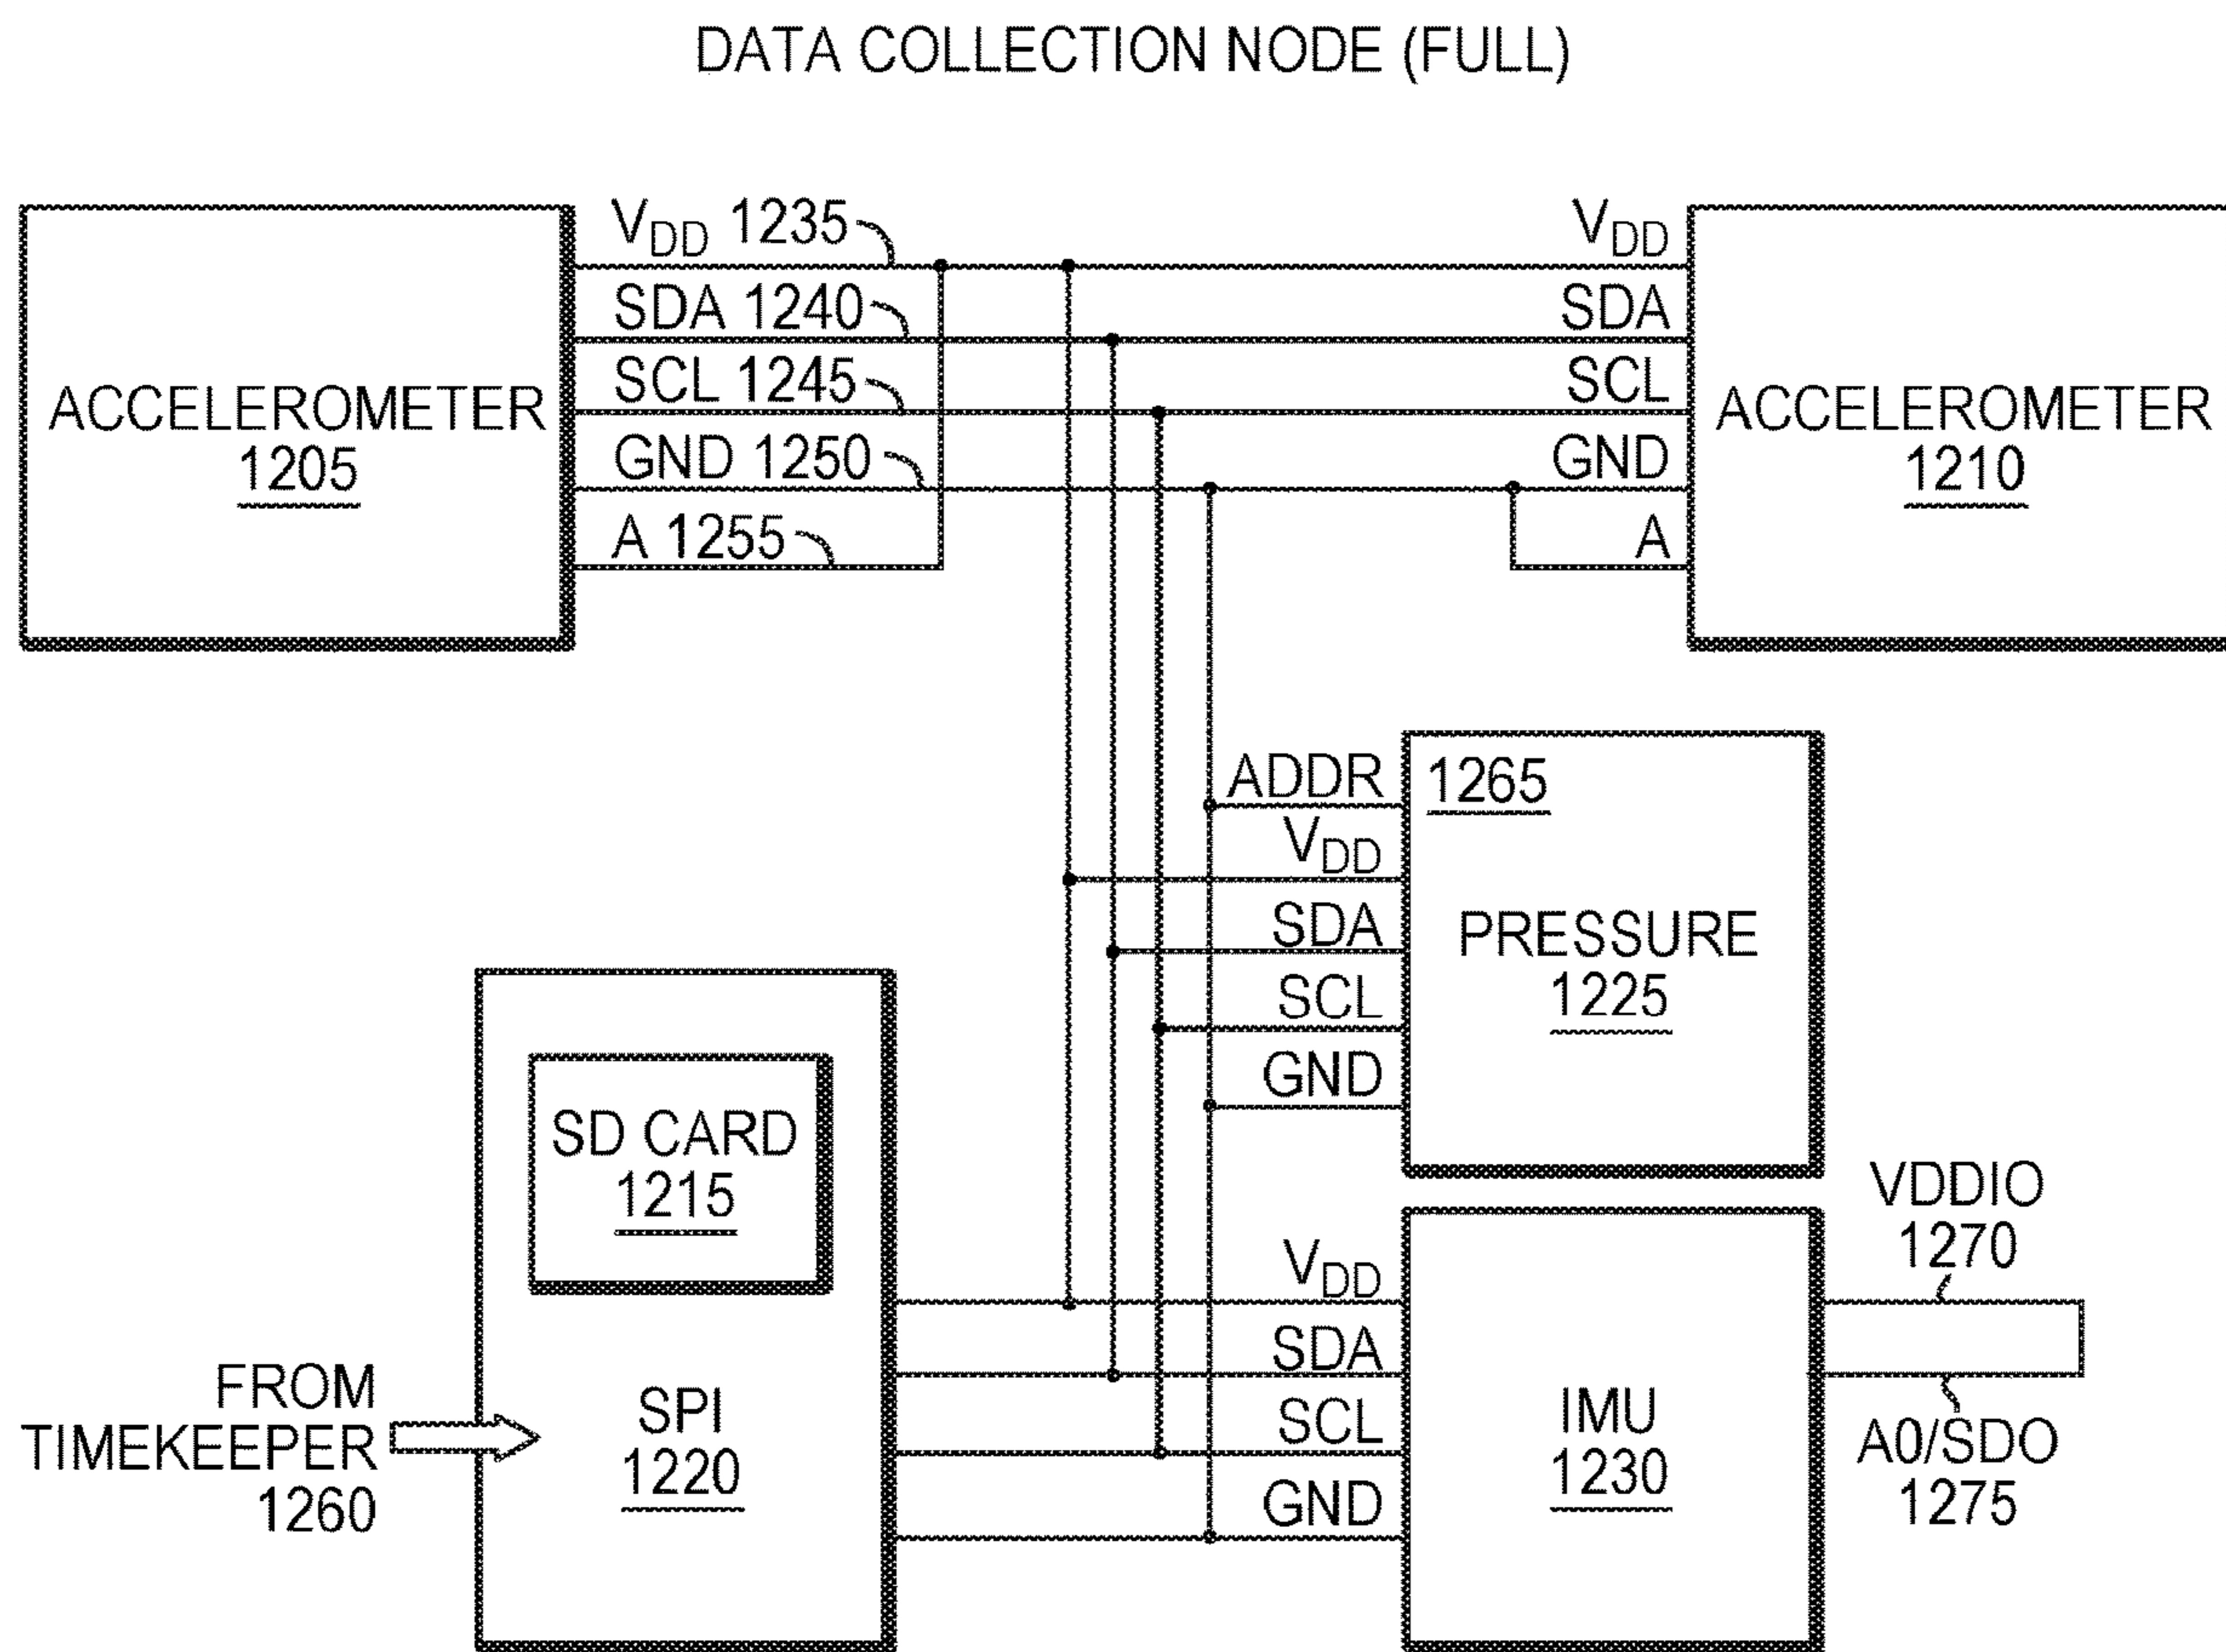 DATA COLLECTION NODE (FULL)
VDD 1235
SDA 1240
SCL 1245
GND 1250
A 1255
ACCELEROMETER
1205
VDD
SDA
SCL
GND
A
ACCELEROMETER
1210
ADDR
VDD
SDA
SCL
GND
1265
PRESSURE
1225
SD CARD
1215
SPI
1220
FROM
TIMEKEEPER
1260
VDD
SDA
SCL
GND
IMU
1230
VDDIO
1270
A0/SDO
1275